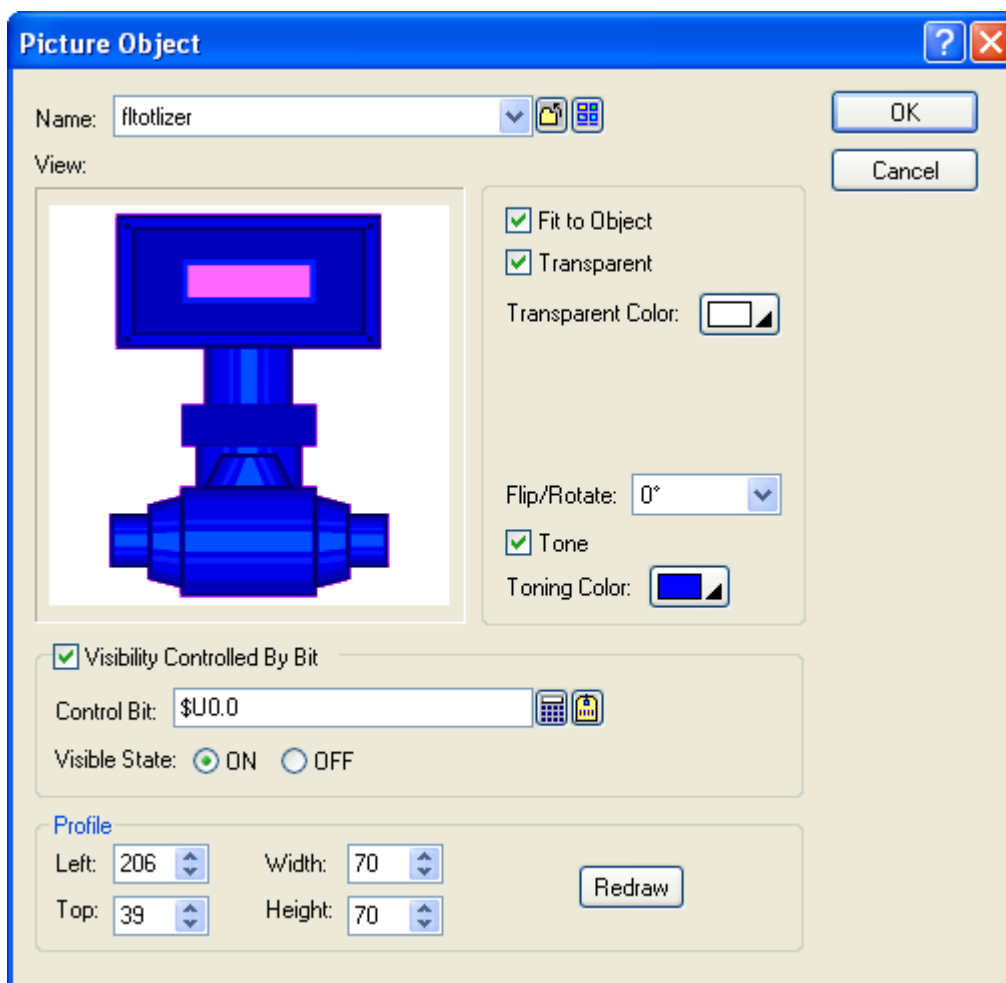 Picture Object
Name: fltotlizer
OK
View:
Cancel
Fit to Object
Transparent
Transparent Color:
Flip/Rotate: 0°
Tone
Toning Color:
Visibility Controlled By Bit
Control Bit: $U0.0
Visible State: ON OFF
Profile
Left: 206 Width: 70
Redraw
Top: 39 Height: 70